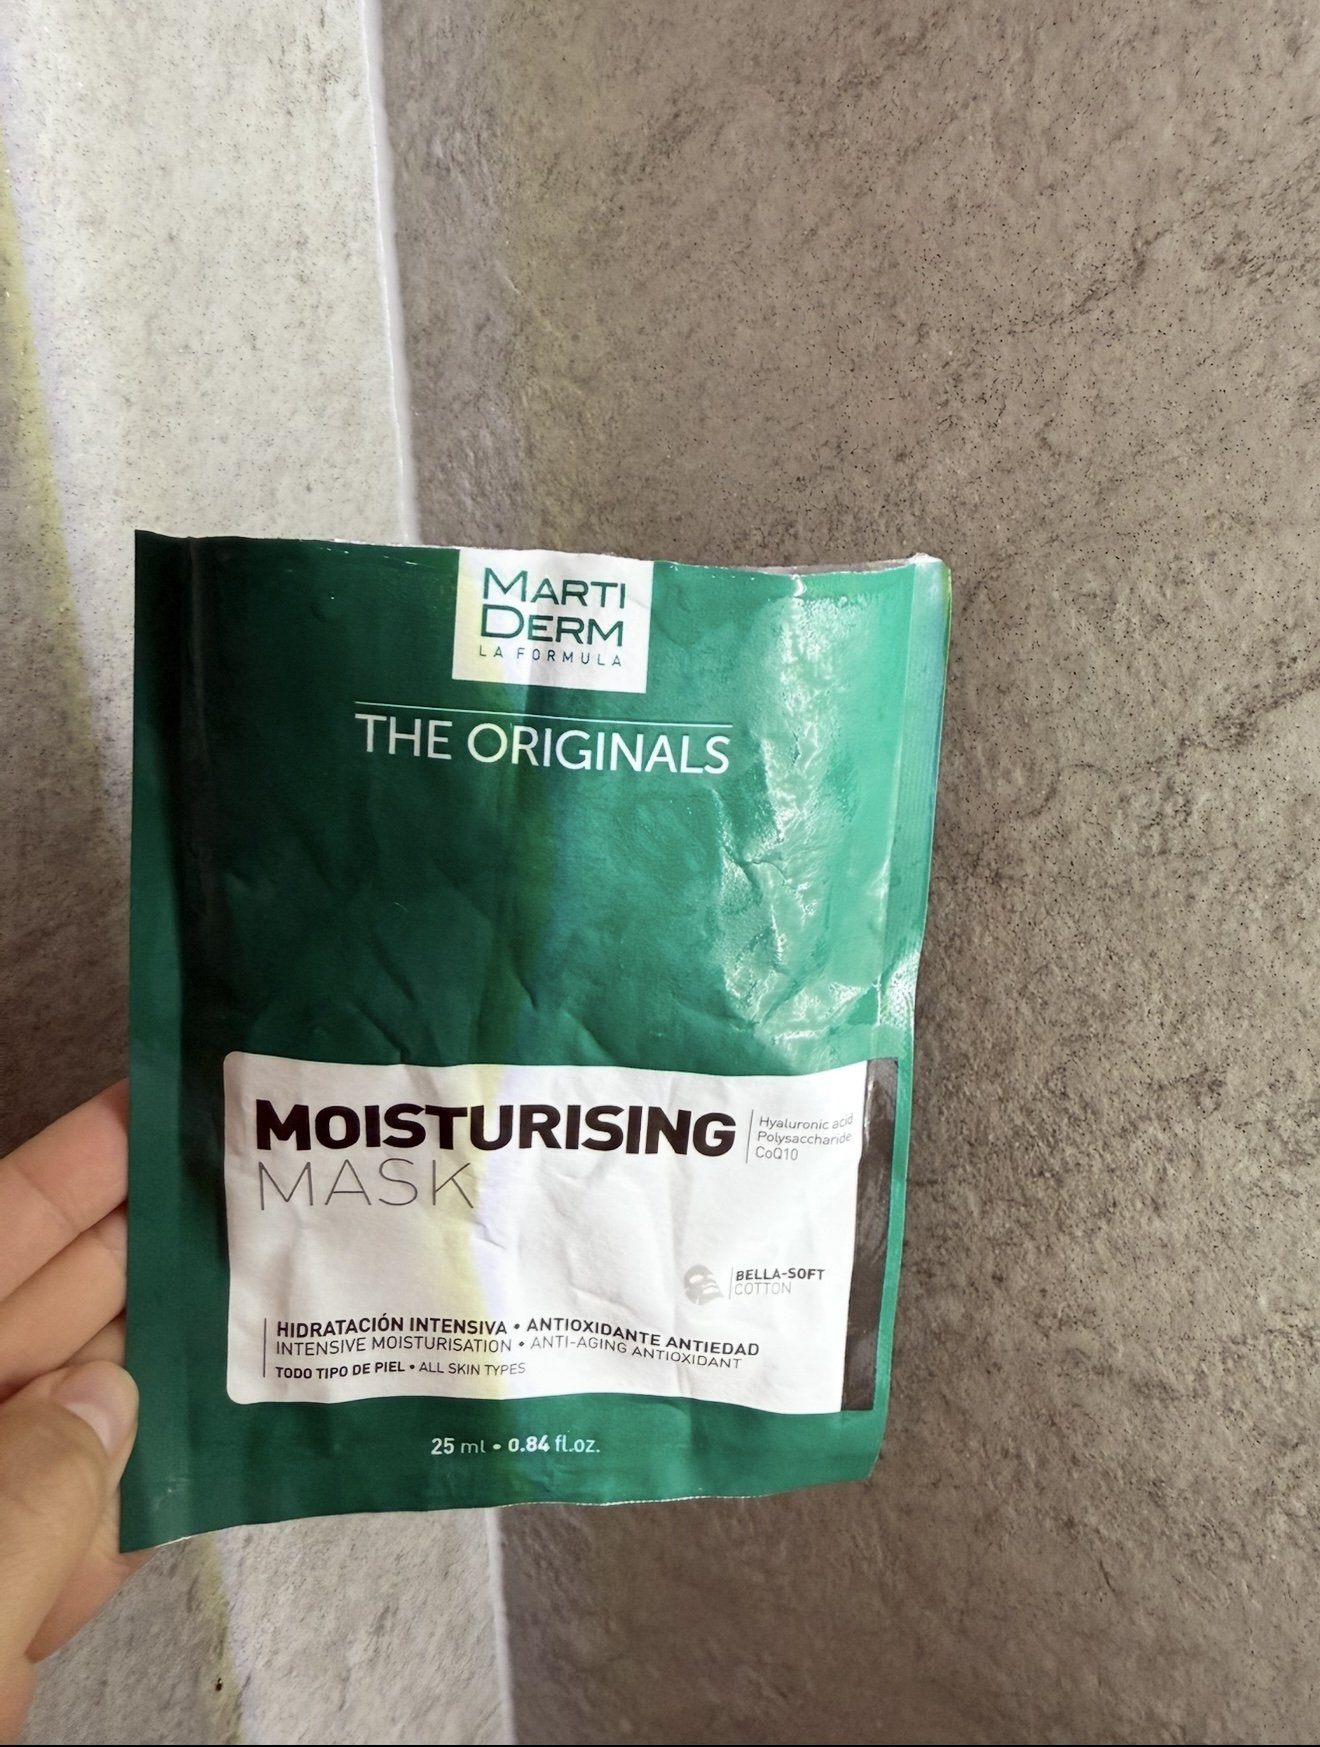 MARTI
DERM
LA FORMULA
THE ORIGINALS
MOISTURISING
MASK
Hyaluronic acid
Polysaccharide
CoQ10
BELLA-SOFT
COTTON
HIDRATACIÓN INTENSIVA • ANTIOXIDANTE ANTIEDAD
INTENSIVE MOISTURISATION • ANTI-AGING ANTIOXIDANT
TODO TIPO DE PIEL • ALL SKIN TYPES
25 ml • 0.84 fl.oz.